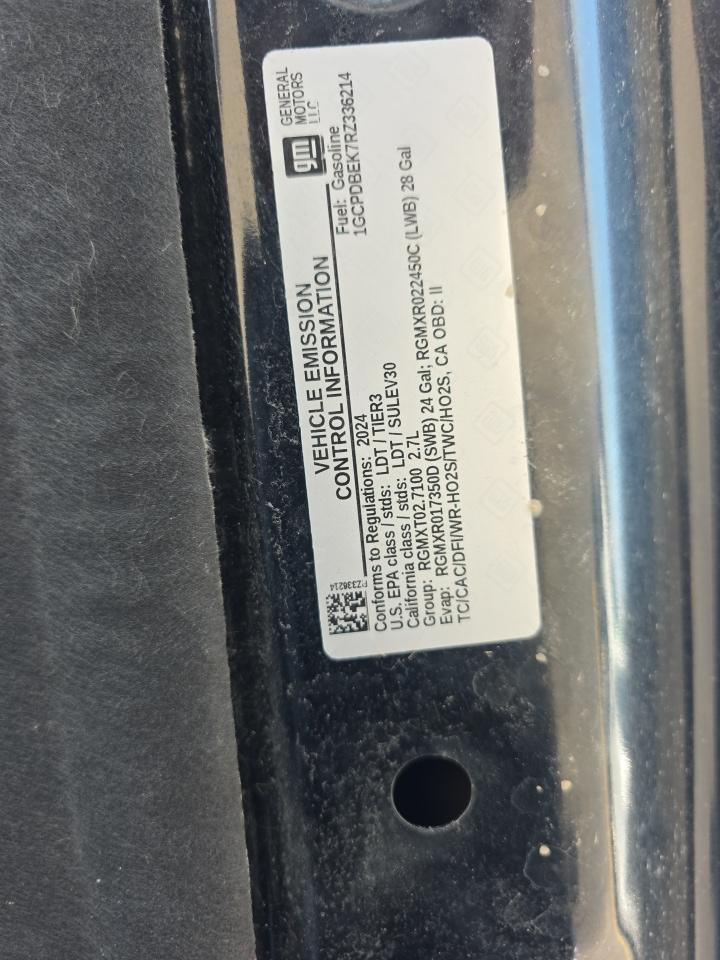 gm GENERAL MOTORS LLC
VEHICLE EMISSION
CONTROL INFORMATION
Fuel: Gasoline
1GCPDBEK7RZ336214
RZ336214
Conforms to Regulations: 2024
U.S. EPA class / stds: LDT / TIER3
California class / stds: LDT / SULEV30
Group: RGMXT02.7100 2.7L
Evap: RGMXR017350D (SWB) 24 Gal; RGMXR022450C (LWB) 28 Gal
TC/CAC/DFI/WR-HO2S/TWC/HO2S, CA OBD: II